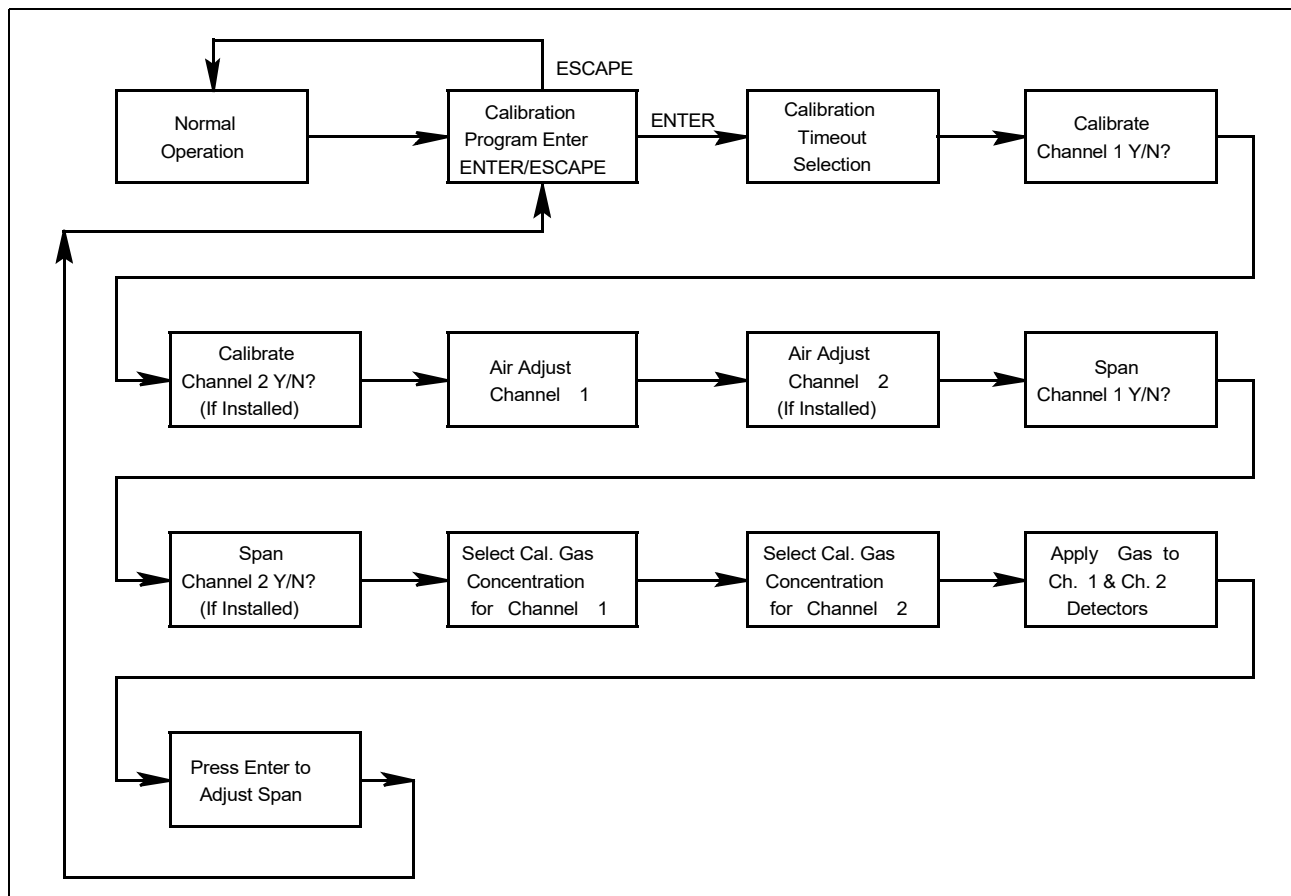 ESCAPE
Normal
Operation
Calibration
Program Enter
ENTER/ESCAPE
ENTER
Calibration
Timeout
Selection
Calibrate
Channel 1 Y/N?
Calibrate
Channel 2 Y/N?
(If Installed)
Air Adjust
Channel 1
Air Adjust
Channel 2
(If Installed)
Span
Channel 1 Y/N?
Span
Channel 2 Y/N?
(If Installed)
Select Cal. Gas
Concentration
for Channel 1
Select Cal. Gas
Concentration
for Channel 2
Apply Gas to
Ch. 1 & Ch. 2
Detectors
Press Enter to
Adjust Span